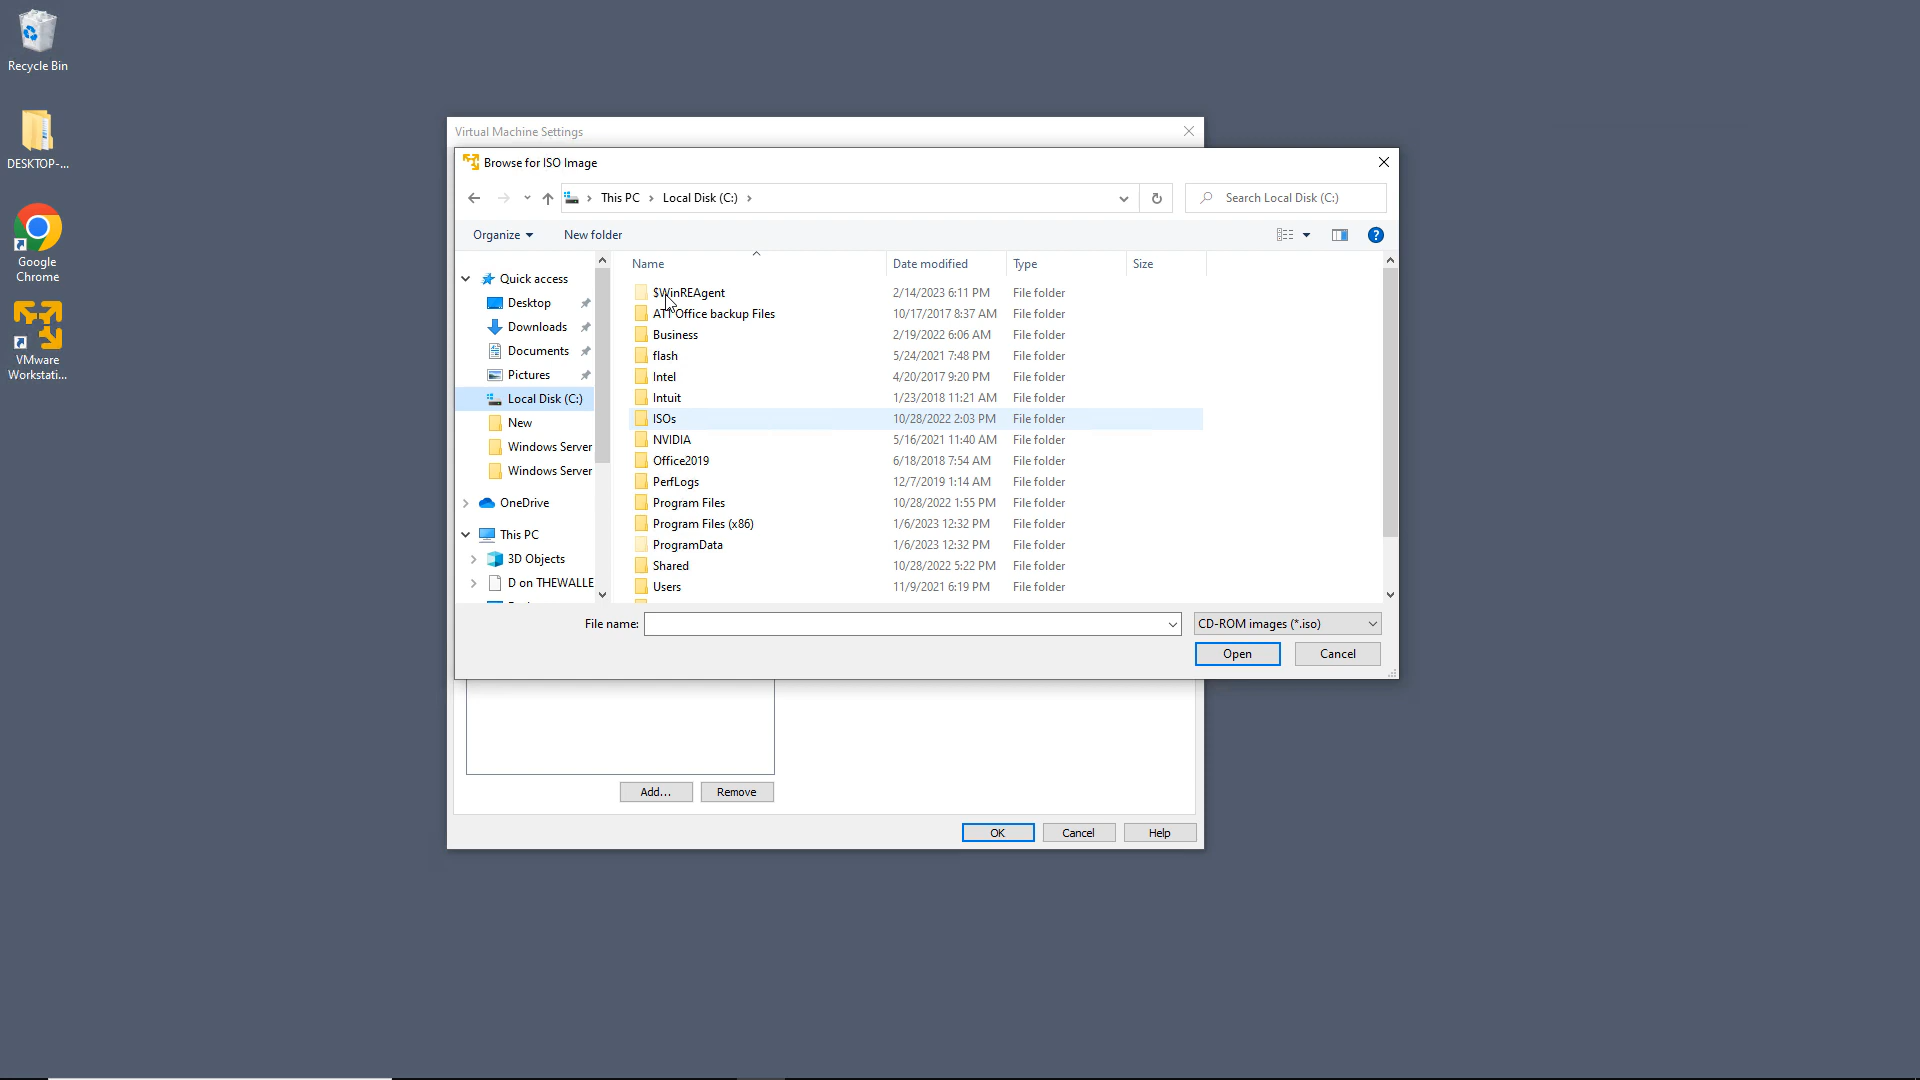 Recycle Bin
DESKTOP-...
Google
Chrome
VMware
Workstati...
Virtual Machine Settings
Browse for ISO Image
This PC
Local Disk (C:)
Search Local Disk (C:)
Organize
New folder
Name
Date modified
Type
Size
Quick access
Desktop
Downloads
Documents
Pictures
Local Disk (C:)
New
Windows Server
Windows Server
OneDrive
This PC
3D Objects
D on THEWALLE
$WinREAgent 2/14/2023 6:11 PM File folder
ATI Office backup Files 10/17/2017 8:37 AM File folder
Business 2/19/2022 6:06 AM File folder
flash 5/24/2021 7:48 PM File folder
Intel 4/20/2017 9:20 PM File folder
Intuit 1/23/2018 11:21 AM File folder
ISOs 10/28/2022 2:03 PM File folder
NVIDIA 5/16/2021 11:40 AM File folder
Office2019 6/18/2018 7:54 AM File folder
PerfLogs 12/7/2019 1:14 AM File folder
Program Files 10/28/2022 1:55 PM File folder
Program Files (x86) 1/6/2023 12:32 PM File folder
ProgramData 1/6/2023 12:32 PM File folder
Shared 10/28/2022 5:22 PM File folder
Users 11/9/2021 6:19 PM File folder
File name:
CD-ROM images (*.iso)
Open
Cancel
Add...
Remove
OK
Cancel
Help